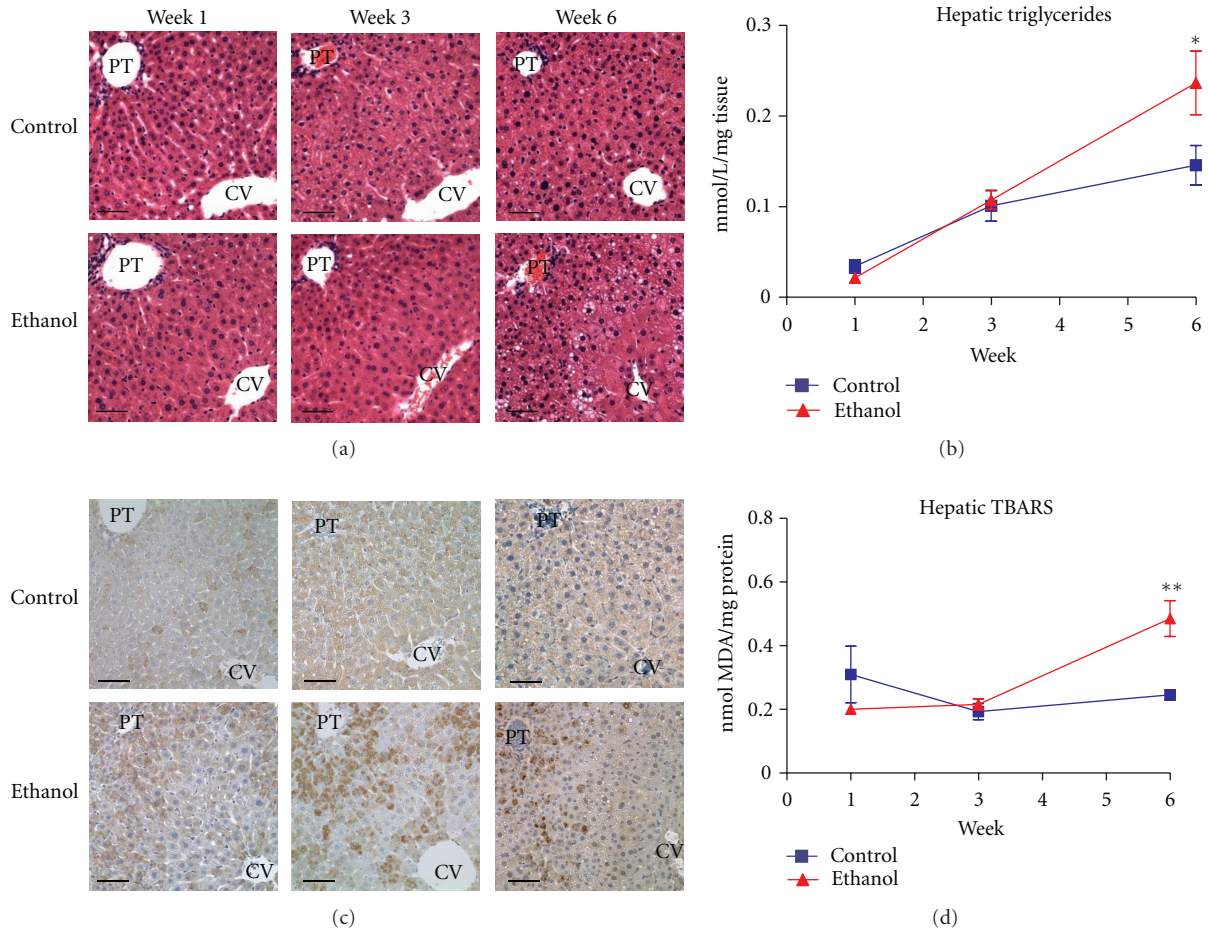 Week 1 Week 3 Week 6
Control
PT CV
PT CV
PT CV
Ethanol
PT CV
PT CV
PT CV
(a)
Hepatic triglycerides
mmol/L/mg tissue
0.3
0.2
0.1
0
*
0 1 2 3 4 5 6
Week
Control
Ethanol
(b)
Control
PT CV
PT CV
PT CV
Ethanol
PT CV
PT CV
PT CV
(c)
Hepatic TBARS
nmol MDA/mg protein
0.8
0.6
0.4
0.2
0
**
0 1 2 3 4 5 6
Week
Control
Ethanol
(d)